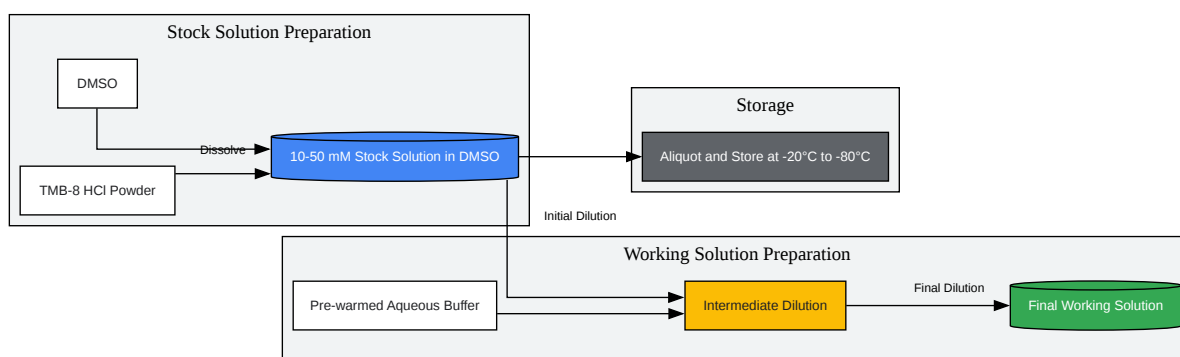 Stock Solution Preparation
DMSO
Dissolve
TMB-8 HCl Powder
10-50 mM Stock Solution in DMSO
Storage
Aliquot and Store at -20°C to -80°C
Initial Dilution
Working Solution Preparation
Pre-warmed Aqueous Buffer
Intermediate Dilution
Final Dilution
Final Working Solution